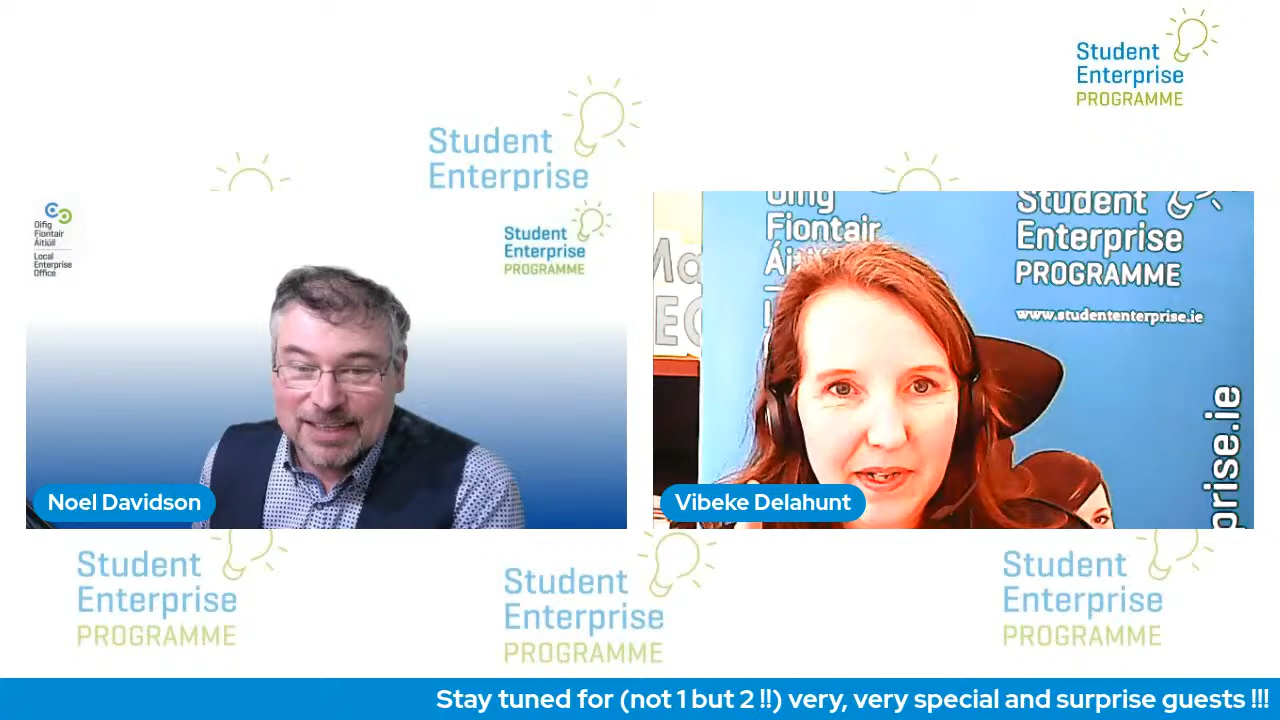 Student
Enterprise
PROGRAMME
Student
Enterprise
Oifig
Fiontair
Áitiúil
Local
Enterprise
Office
Student
Enterprise
PROGRAMME
Fiontair
Student
Enterprise
PROGRAMME
www.studententerprise.ie
prise.ie
Noel Davidson
Vibeke Delahunt
Student
Enterprise
PROGRAMME
Student
Enterprise
PROGRAMME
Student
Enterprise
PROGRAMME
Stay tuned for (not 1 but 2 !!) very, very special and surprise guests !!!